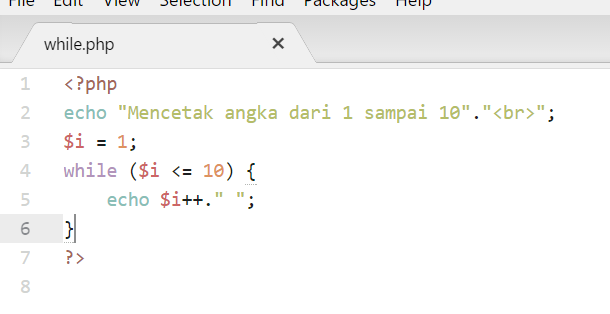 File Edit View Selection Find Packages Help
while.php
1 <?php
2 echo "Mencetak angka dari 1 sampai 10"."<br>";
3 $i = 1;
4 while ($i <= 10) {
5     echo $i++." ";
6 }
7 ?>
8